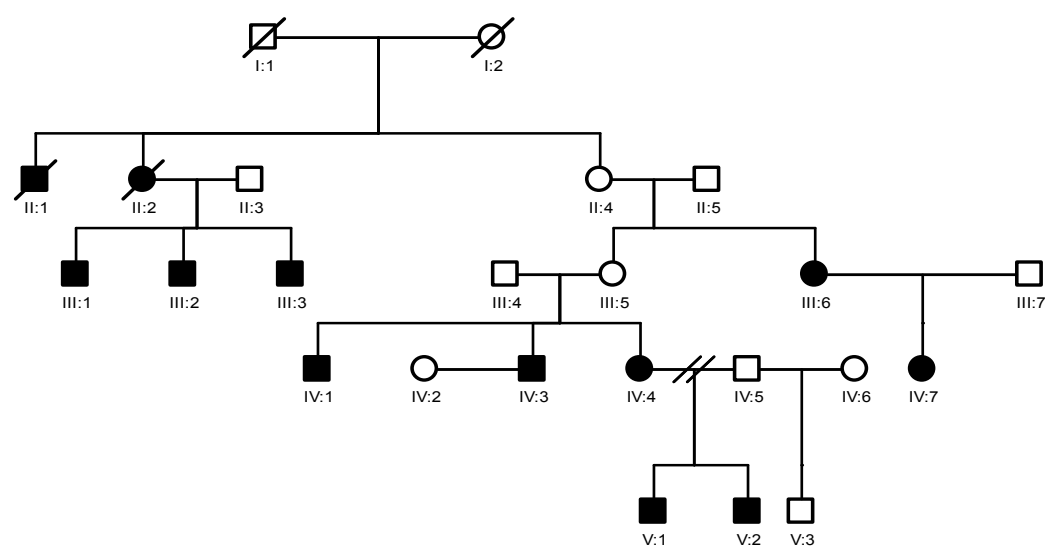 I:1 I:2
II:1 II:2 II:3 II:4 II:5
III:1 III:2 III:3 III:4 III:5 III:6 III:7
IV:1 IV:2 IV:3 IV:4 IV:5 IV:6 IV:7
V:1 V:2 V:3